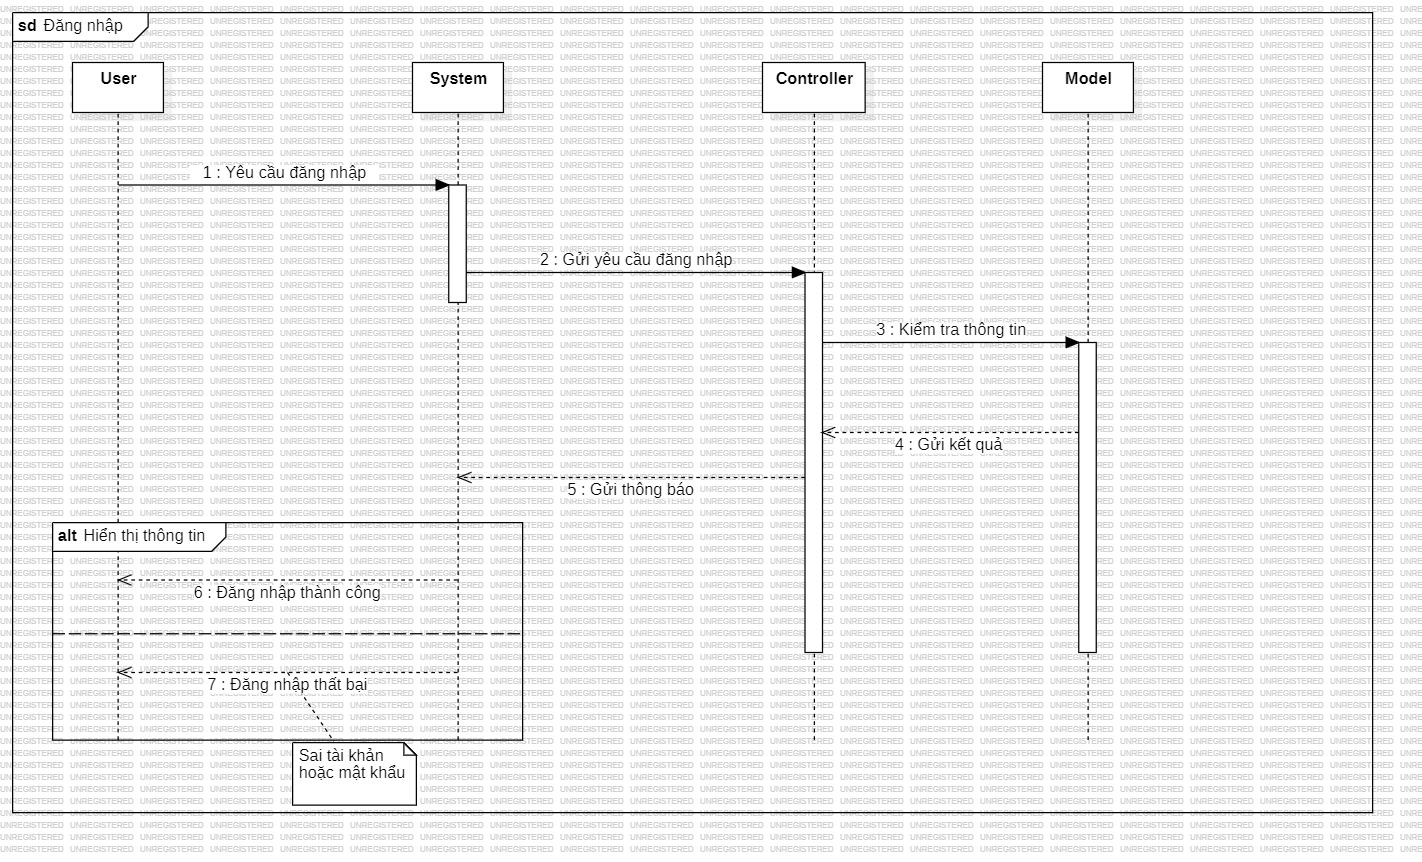 sd Đăng nhập
User
System
Controller
Model
1 : Yêu cầu đăng nhập
2 : Gửi yêu cầu đăng nhập
3 : Kiểm tra thông tin
4 : Gửi kết quả
5 : Gửi thông báo
alt Hiển thị thông tin
6 : Đăng nhập thành công
7 : Đăng nhập thất bại
Sai tài khản
hoặc mật khẩu
UNREGISTERED